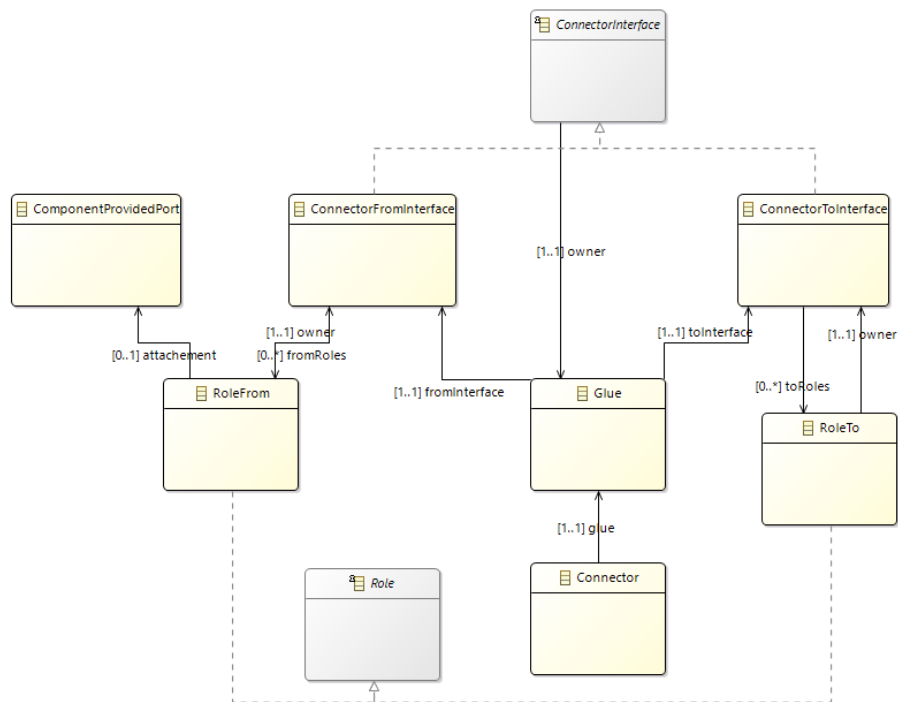 ConnectorInterface
ComponentProvidedPort
ConnectorFromInterface
ConnectorToInterface
[1..1] owner
[1..1] owner
[1..1] toInterface
[1..1] owner
[0..1] attachement
[0..*] fromRoles
[1..1] fromInterface
[0..*] toRoles
RoleFrom
Glue
RoleTo
[1..1] glue
Role
Connector